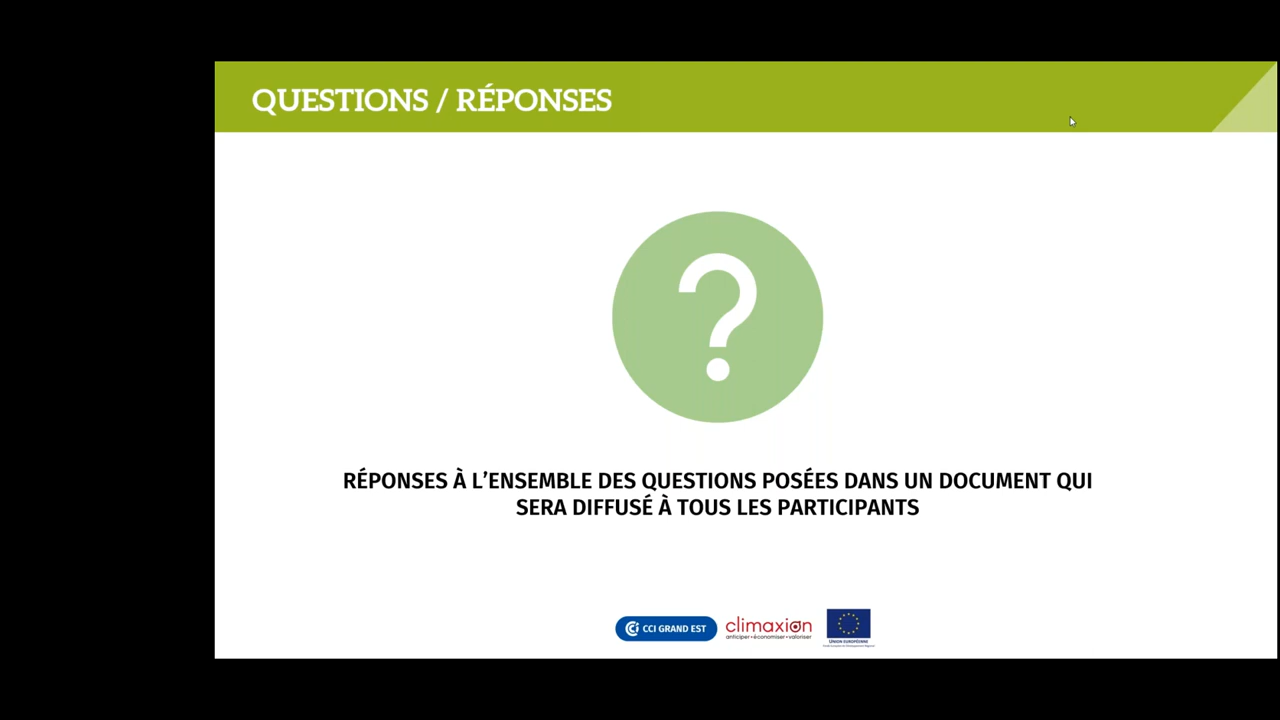 QUESTIONS / RÉPONSES
?
RÉPONSES À L'ENSEMBLE DES QUESTIONS POSÉES DANS UN DOCUMENT QUI
SERA DIFFUSÉ À TOUS LES PARTICIPANTS
CCI GRAND EST
climaxion
anticiper • économiser • valoriser
UNION EUROPÉENNE